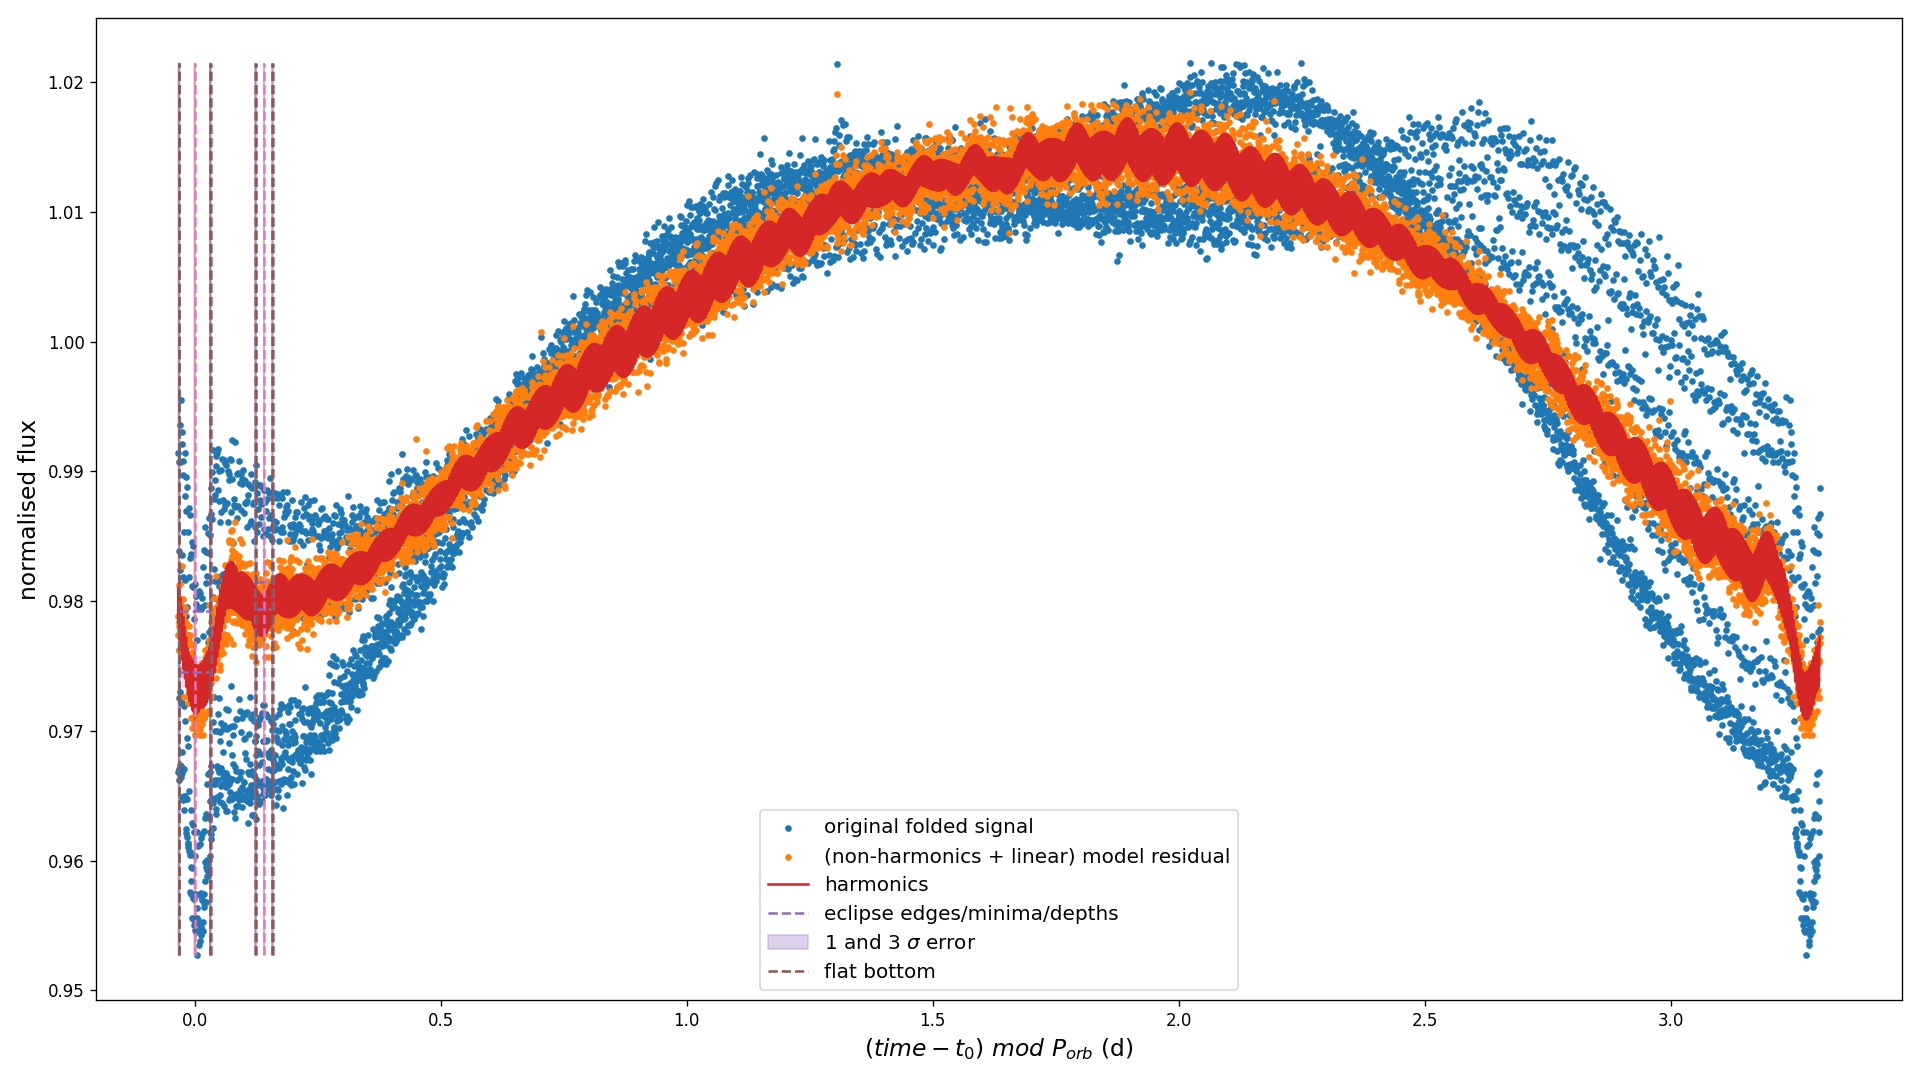 normalised flux
1.02
1.01
1.00
0.99
0.98
0.97
0.96
0.95
original folded signal
(non-harmonics + linear) model residual
harmonics
eclipse edges/minima/depths
1 and 3 σ error
flat bottom
0.0 0.5 1.0 1.5 2.0 2.5 3.0
(time − t₀) mod Pₒᵣb (d)